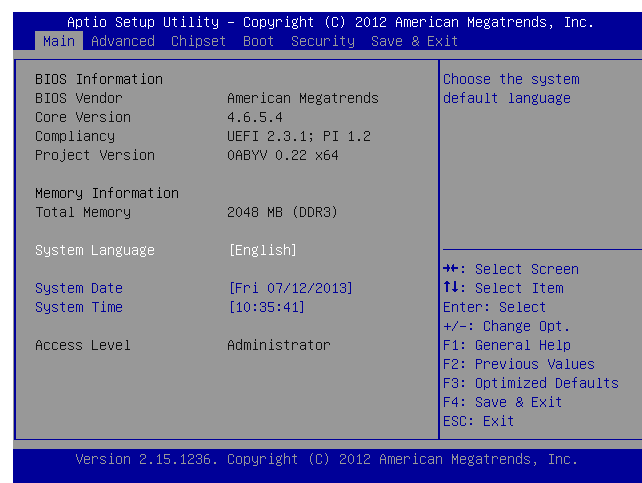 Aptio Setup Utility – Copyright (C) 2012 American Megatrends, Inc.
Main Advanced Chipset Boot Security Save & Exit
BIOS Information
BIOS Vendor American Megatrends
Core Version 4.6.5.4
Compliancy UEFI 2.3.1; PI 1.2
Project Version 0ABYV 0.22 x64
Memory Information
Total Memory 2048 MB (DDR3)
System Language [English]
System Date [Fri 07/12/2013]
System Time [10:35:41]
Access Level Administrator
Choose the system
default language
→←: Select Screen
↑↓: Select Item
Enter: Select
+/-: Change Opt.
F1: General Help
F2: Previous Values
F3: Optimized Defaults
F4: Save & Exit
ESC: Exit
Version 2.15.1236. Copyright (C) 2012 American Megatrends, Inc.